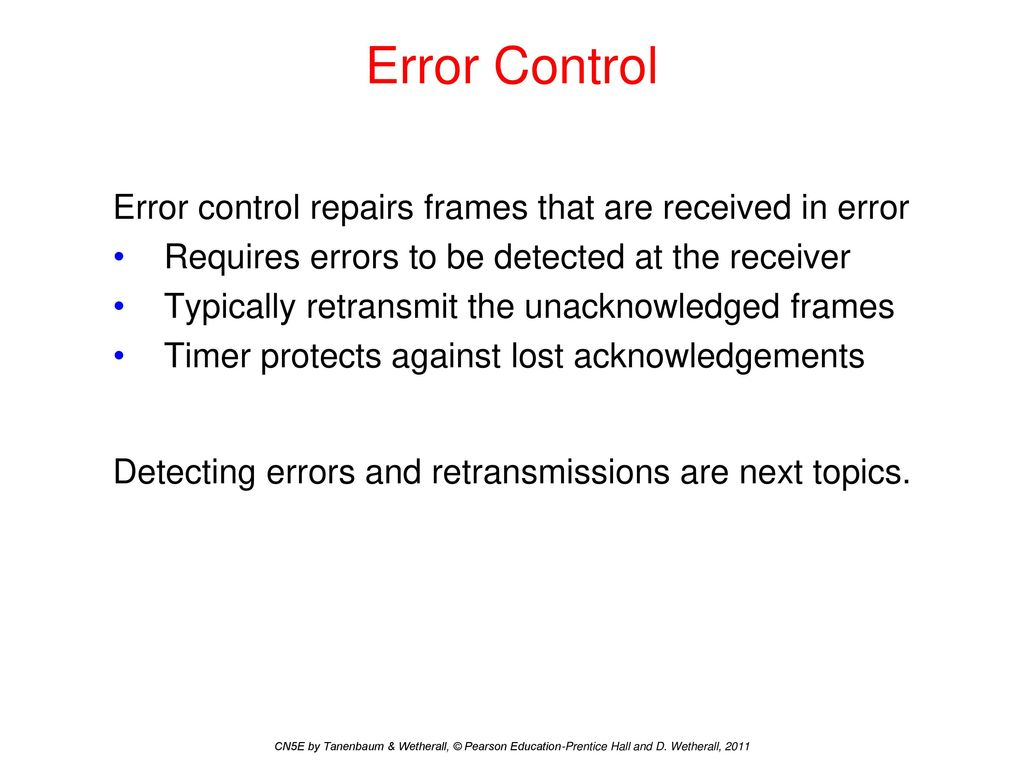 Error Control
Error control repairs frames that are received in error
• Requires errors to be detected at the receiver
• Typically retransmit the unacknowledged frames
• Timer protects against lost acknowledgements
Detecting errors and retransmissions are next topics.
CN5E by Tanenbaum & Wetherall, © Pearson Education-Prentice Hall and D. Wetherall, 2011